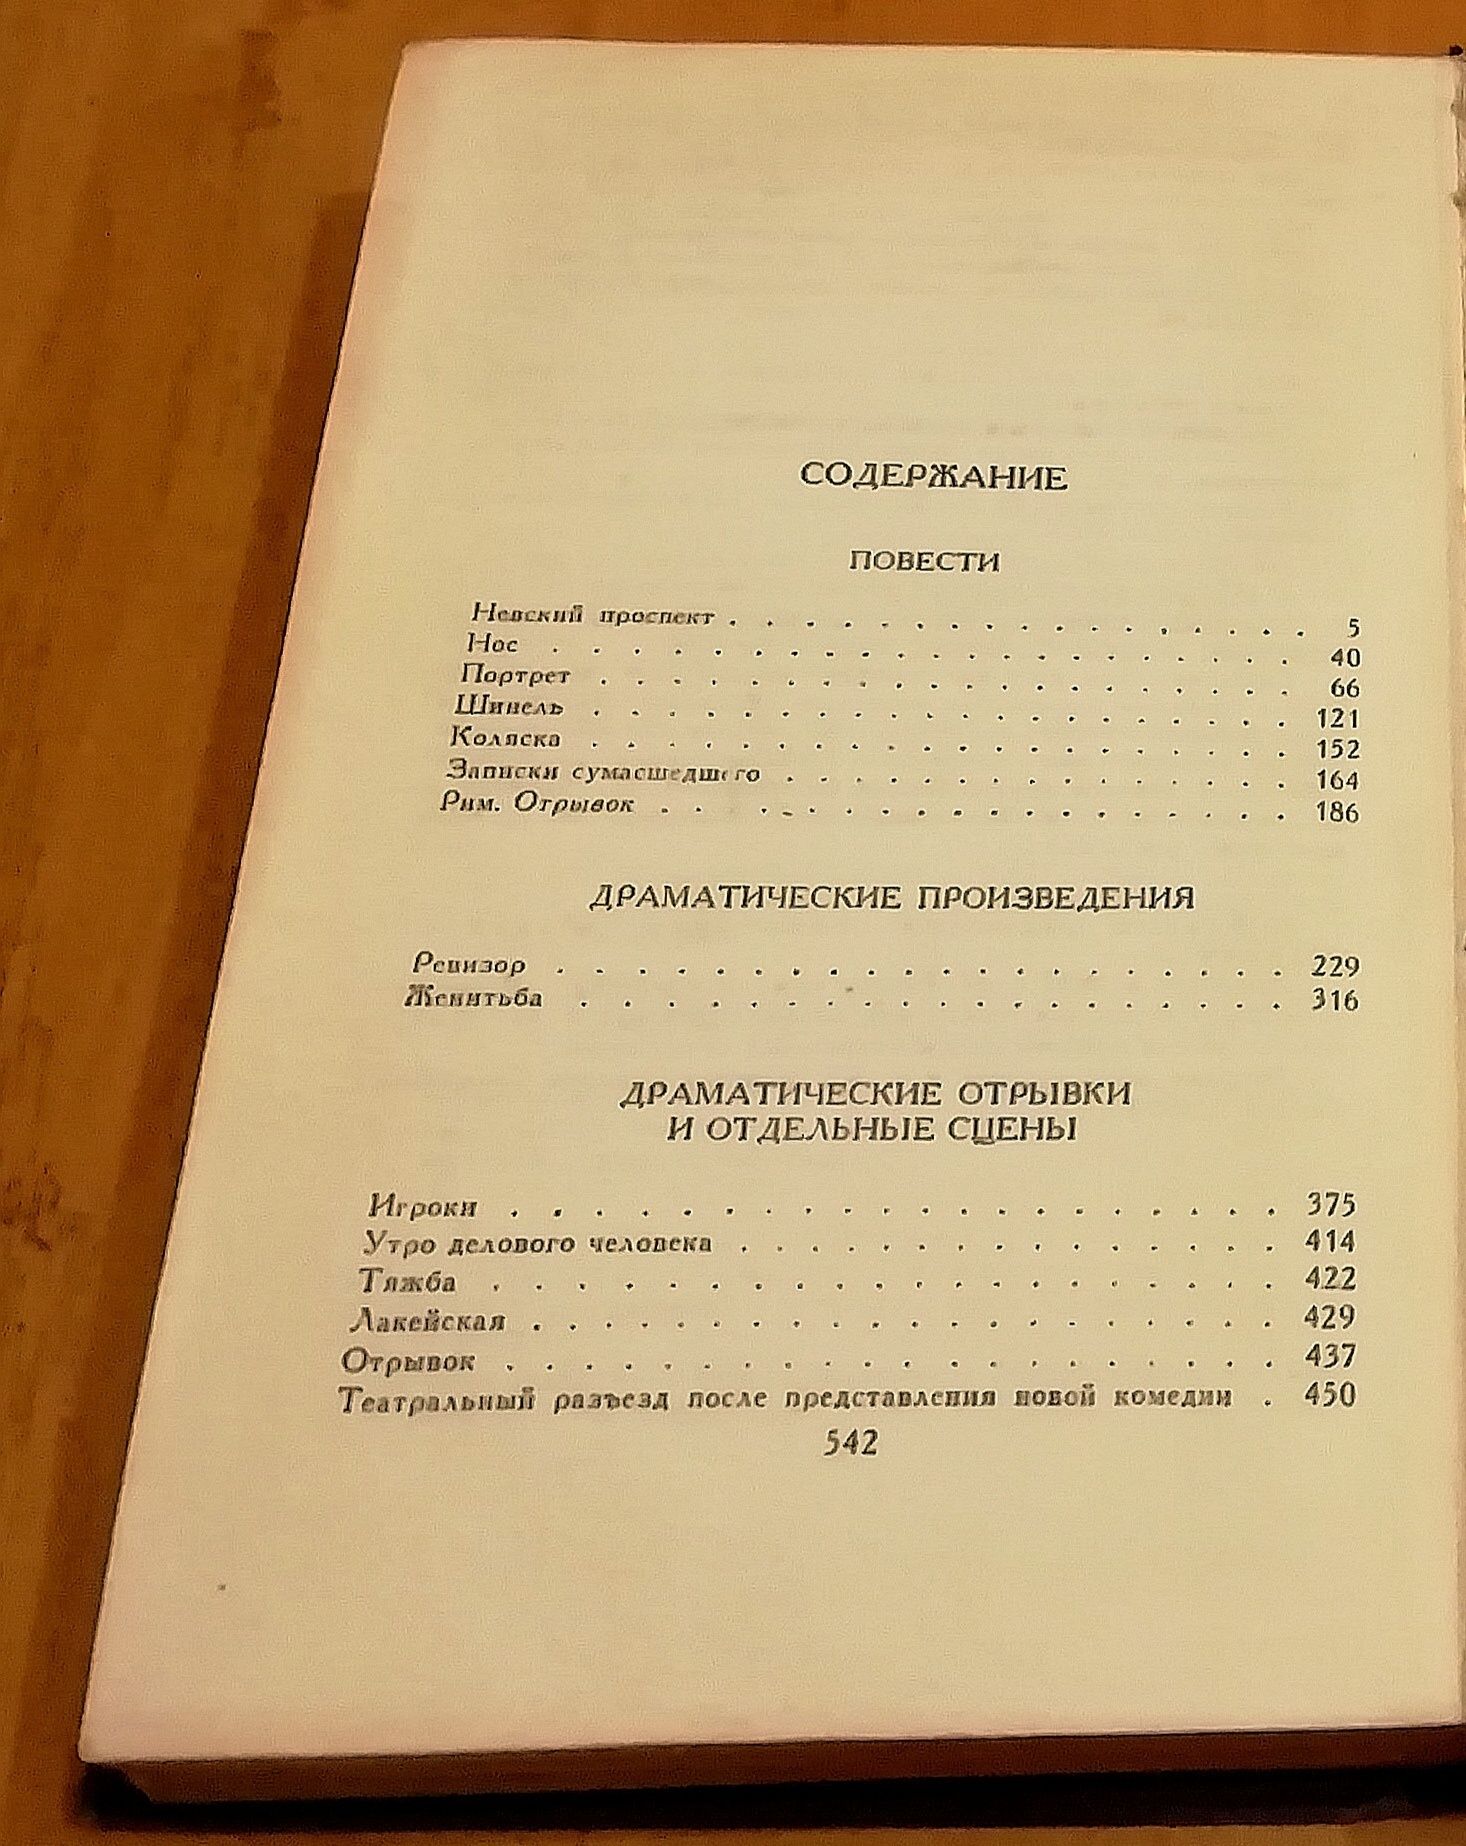 СОДЕРЖАНИЕ
ПОВЕСТИ
Невский проспект . . . . . . . . . . . . . . . . 5
Нос . . . . . . . . . . . . . . . . . . . 40
Портрет . . . . . . . . . . . . . . . . . . 66
Шинель . . . . . . . . . . . . . . . . . . 121
Коляска . . . . . . . . . . . . . . . . . . 152
Записки сумасшедшего . . . . . . . . . . . . . 164
Рим. Отрывок . . . . . . . . . . . . . . . . 186
ДРАМАТИЧЕСКИЕ ПРОИЗВЕДЕНИЯ
Ревизор . . . . . . . . . . . . . . . . . . . 229
Женитьба . . . . . . . . . . . . . . . . . . 316
ДРАМАТИЧЕСКИЕ ОТРЫВКИ
И ОТДЕЛЬНЫЕ СЦЕНЫ
Игроки . . . . . . . . . . . . . . . . . . . 375
Утро делового человека . . . . . . . . . . . . . . 414
Тяжба . . . . . . . . . . . . . . . . . . . 422
Лакейская . . . . . . . . . . . . . . . . . . . 429
Отрывок . . . . . . . . . . . . . . . . . . . 437
Театральный разъезд после представления новой комедии . 450
542